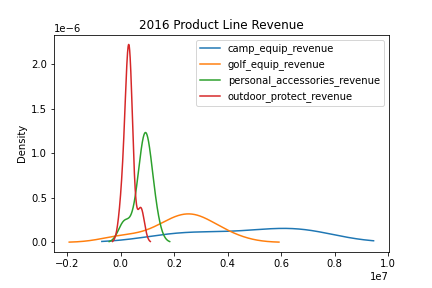 2016 Product Line Revenue
1e−6
camp_equip_revenue
golf_equip_revenue
personal_accessories_revenue
outdoor_protect_revenue
Density
2.0
1.5
1.0
0.5
0.0
−0.2 0.0 0.2 0.4 0.6 0.8 1.0
1e7